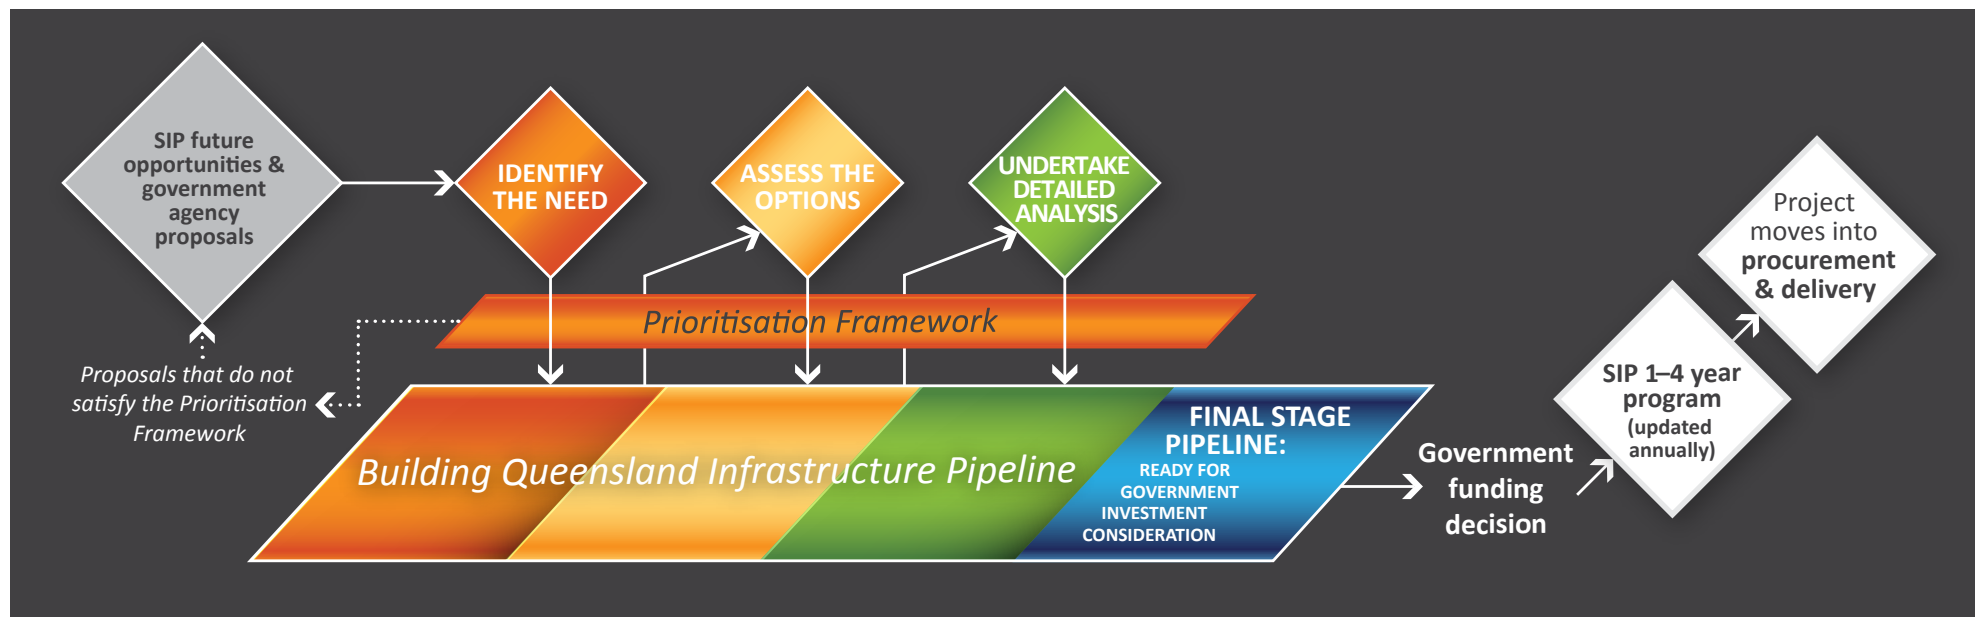 SIP future
opportunities &
government
agency
proposals
IDENTIFY
THE NEED
ASSESS THE
OPTIONS
UNDERTAKE
DETAILED
ANALYSIS
Prioritisation Framework
Proposals that do not
satisfy the Prioritisation
Framework
Building Queensland Infrastructure Pipeline
FINAL STAGE
PIPELINE:
READY FOR
GOVERNMENT
INVESTMENT
CONSIDERATION
Government
funding
decision
SIP 1–4 year
program
(updated
annually)
Project
moves into
procurement
& delivery